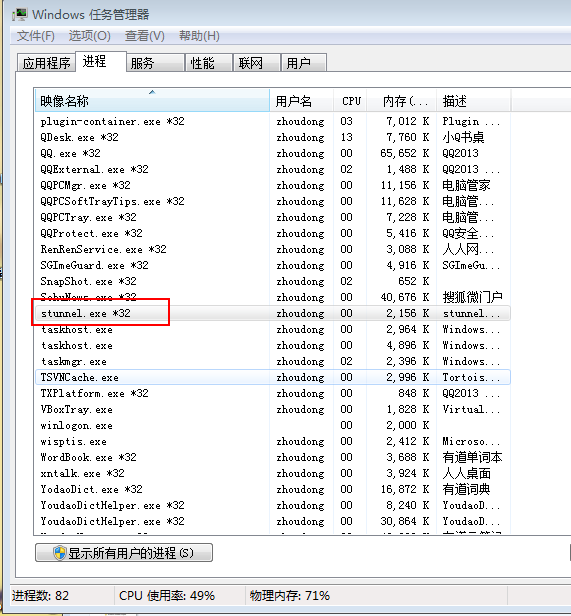 Windows 任务管理器
文件(F) 选项(O) 查看(V) 帮助(H)
应用程序 进程 服务 性能 联网 用户
映像名称 用户名 CPU 内存(... 描述
plugin-container.exe *32 zhoudong 03 7,012 K Plugin ...
QDesk.exe *32 zhoudong 13 7,760 K 小Q书桌
QQ.exe *32 zhoudong 00 65,652 K QQ2013
QQExternal.exe *32 zhoudong 02 1,488 K QQ2013 ...
QQPCMgr.exe *32 zhoudong 00 11,156 K 电脑管家
QQPCSoftTrayTips.exe *32 zhoudong 00 11,628 K 电脑管...
QQPCTray.exe *32 zhoudong 00 7,228 K 电脑管...
QQProtect.exe *32 zhoudong 00 5,416 K QQ安全...
RenRenService.exe *32 zhoudong 00 3,088 K 人人网...
SGImeGuard.exe *32 zhoudong 00 4,916 K SGImeGu...
SnapShot.exe *32 zhoudong 02 652 K
SohuNews.exe *32 zhoudong 00 40,676 K 搜狐微门户
stunnel.exe *32 zhoudong 00 2,156 K stunnel...
taskhost.exe zhoudong 00 2,964 K Windows...
taskhost.exe zhoudong 00 4,896 K Windows...
taskmgr.exe zhoudong 02 2,396 K Windows...
TSVNCache.exe zhoudong 00 2,996 K Tortois...
TXPlatform.exe *32 zhoudong 00 848 K QQ2013 ...
VBoxTray.exe zhoudong 00 1,828 K Virtual...
winlogon.exe 00 2,000 K
wisptis.exe zhoudong 00 2,412 K Microso...
WordBook.exe *32 zhoudong 00 3,688 K 有道单词本
xntalk.exe *32 zhoudong 00 3,924 K 人人桌面
YodaoDict.exe *32 zhoudong 00 16,872 K 有道词典
YoudaoDictHelper.exe *32 zhoudong 00 8,240 K YoudaoD...
YoudaoDictHelper.exe *32 zhoudong 00 30,864 K YoudaoD...
显示所有用户的进程(S)
进程数: 82 CPU 使用率: 49% 物理内存: 71%